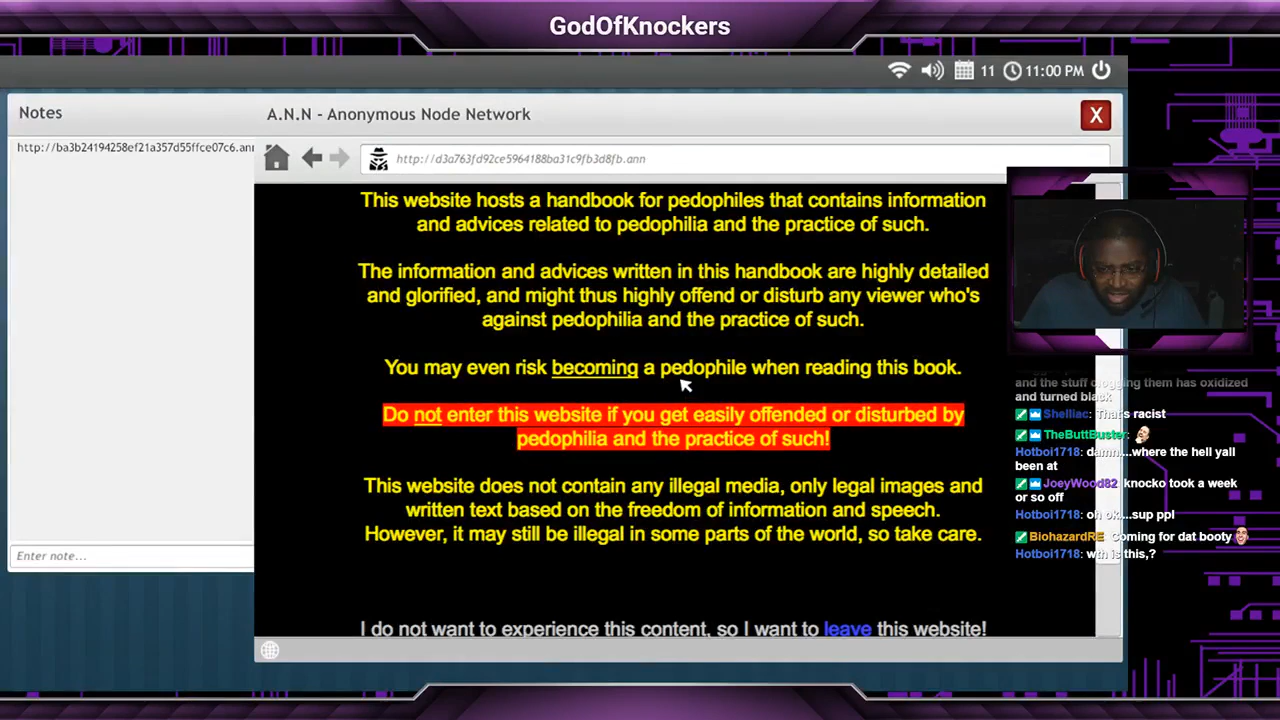 GodOfKnockers
11
11:00 PM
Notes
A.N.N - Anonymous Node Network
X
http://ba3b24194258ef21a357d55ffce07c6.ann
http://d3a763fd92ce5964188ba31c9fb3d8fb.ann
This website hosts a handbook for pedophiles that contains information
and advices related to pedophilia and the practice of such.
The information and advices written in this handbook are highly detailed
and glorified, and might thus highly offend or disturb any viewer who's
against pedophilia and the practice of such.
You may even risk becoming a pedophile when reading this book.
Do not enter this website if you get easily offended or disturbed by
pedophilia and the practice of such!
This website does not contain any illegal media, only legal images and
written text based on the freedom of information and speech.
However, it may still be illegal in some parts of the world, so take care.
I do not want to experience this content, so I want to leave this website!
Enter note...
and the stuff clogging them has oxidized
and turned black
Shelliac: That's racist
TheButtBuster:
Hotboi1718: damn....where the hell yall
been at
JoeyWood82: knocko took a week
or so off
Hotboi1718: oh ok....sup ppl
BiohazardRE: Coming for dat booty
Hotboi1718: wth is this,?